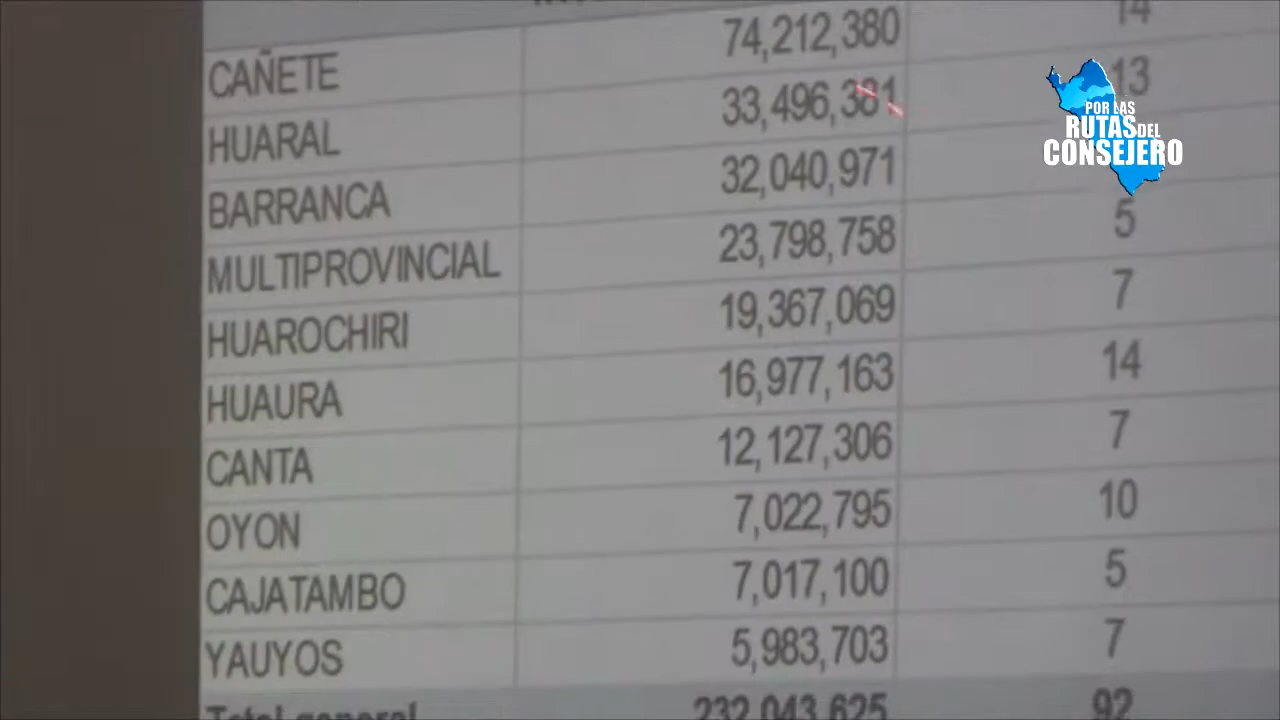 CAÑETE 74,212,380 14
HUARAL 33,496,381 13
BARRANCA 32,040,971
MULTIPROVINCIAL 23,798,758 5
HUAROCHIRI 19,367,069 7
HUAURA 16,977,163 14
CANTA 12,127,306 7
OYON 7,022,795 10
CAJATAMBO 7,017,100 5
YAUYOS 5,983,703 7
Total general 232,043,625 92
POR LAS
RUTAS DEL
CONSEJERO